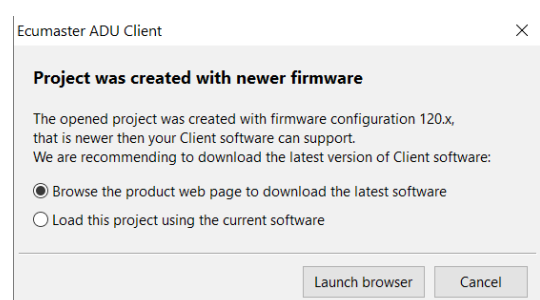 Ecumaster ADU Client
Project was created with newer firmware
The opened project was created with firmware configuration 120.x,
that is newer then your Client software can support.
We are recommending to download the latest version of Client software:
Browse the product web page to download the latest software
Load this project using the current software
Launch browser
Cancel